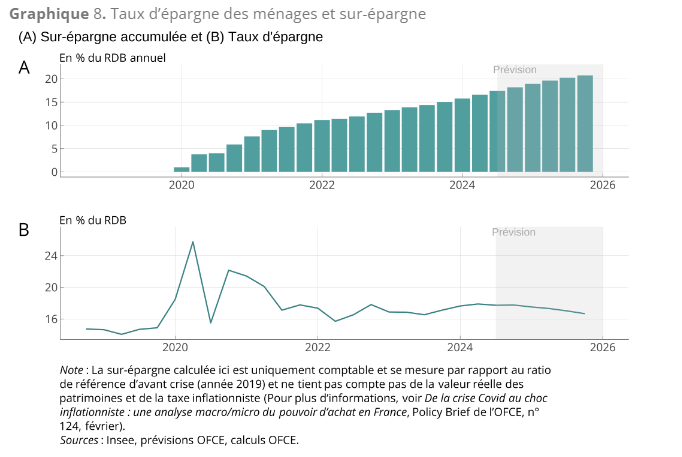 Graphique 8. Taux d’épargne des ménages et sur-épargne
(A) Sur-épargne accumulée et (B) Taux d'épargne
A
En % du RDB annuel
Prévision
20
15
10
5
0
2020 2022 2024 2026
B
En % du RDB
Prévision
24
20
16
2020 2022 2024 2026
Note : La sur-épargne calculée ici est uniquement comptable et se mesure par rapport au ratio
de référence d’avant crise (année 2019) et ne tient pas compte pas de la valeur réelle des
patrimoines et de la taxe inflationniste (Pour plus d’informations, voir De la crise Covid au choc
inflationniste : une analyse macro/micro du pouvoir d’achat en France, Policy Brief de l’OFCE, n°
124, février).
Sources : Insee, prévisions OFCE, calculs OFCE.